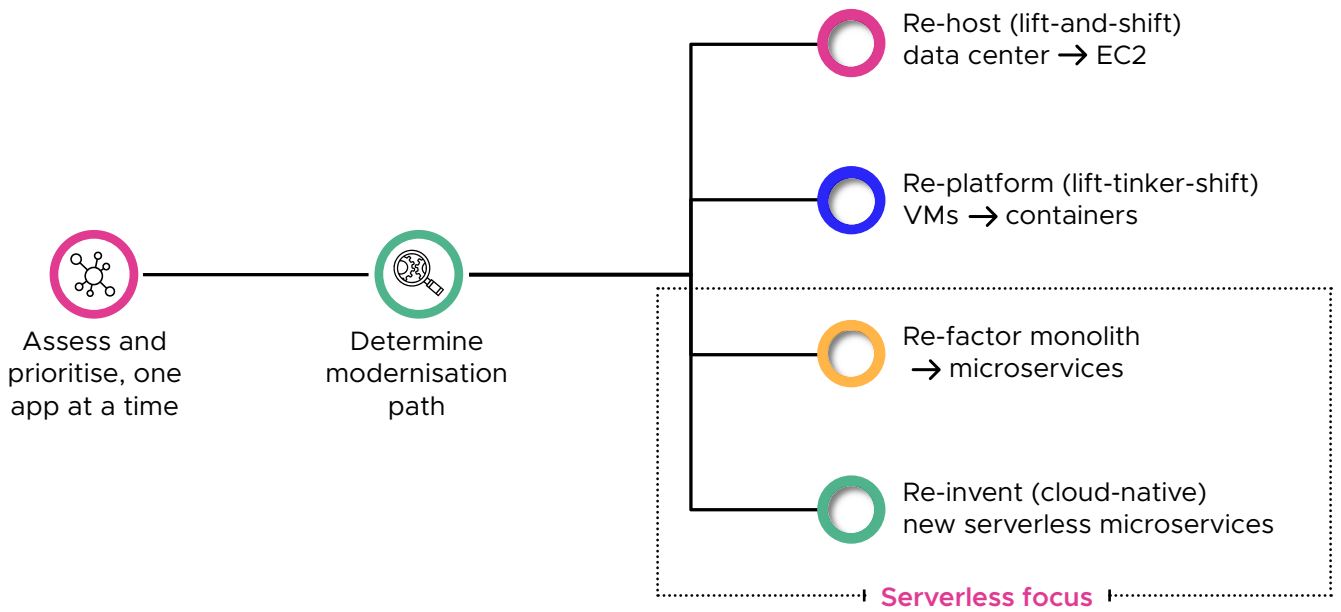 Assess and
prioritise, one
app at a time
Determine
modernisation
path
Re-host (lift-and-shift)
data center → EC2
Re-platform (lift-tinker-shift)
VMs → containers
Re-factor monolith
→ microservices
Re-invent (cloud-native)
new serverless microservices
Serverless focus